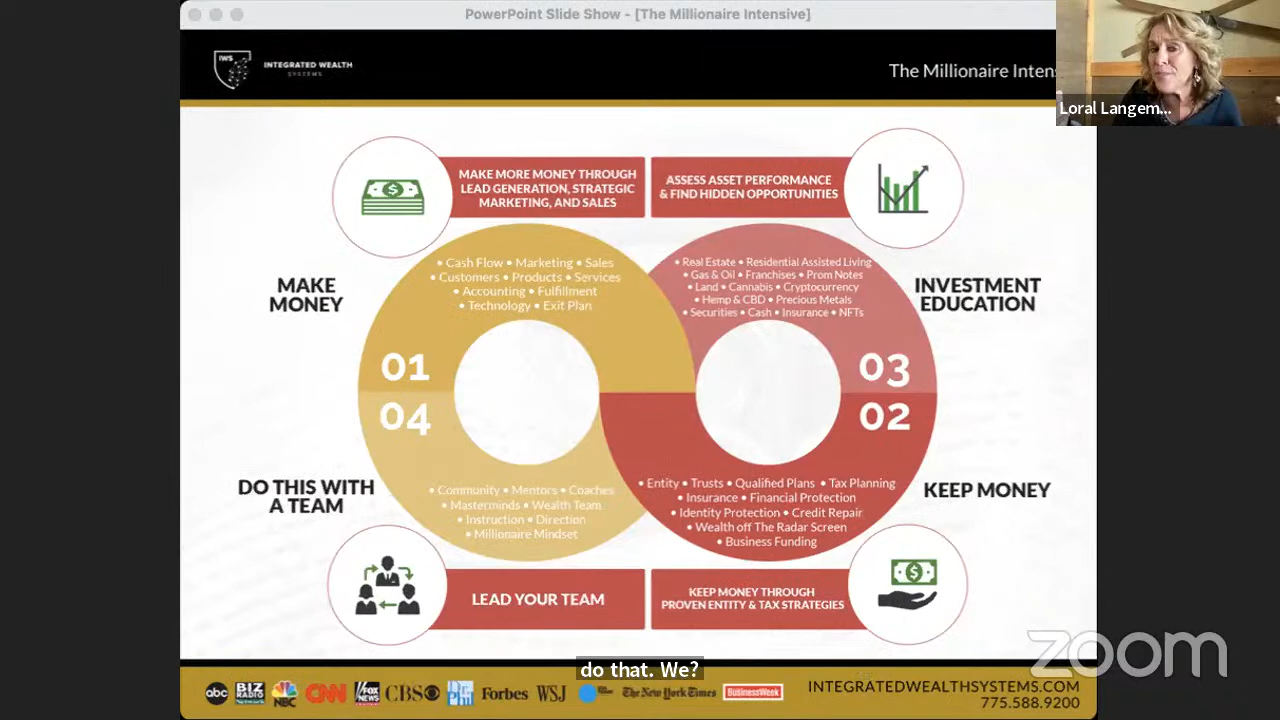 PowerPoint Slide Show - [The Millionaire Intensive]
IWS
INTEGRATED WEALTH
SYSTEMS
The Millionaire Intens
Loral Langem...
MAKE MORE MONEY THROUGH
LEAD GENERATION, STRATEGIC
MARKETING, AND SALES
ASSESS ASSET PERFORMANCE
& FIND HIDDEN OPPORTUNITIES
MAKE
MONEY
• Cash Flow • Marketing • Sales
• Customers • Products • Services
• Accounting • Fulfillment
• Technology • Exit Plan
• Real Estate • Residential Assisted Living
• Gas & Oil • Franchises • Prom Notes
• Land • Cannabis • Cryptocurrency
• Hemp & CBD • Precious Metals
• Securities • Cash • Insurance • NFTs
INVESTMENT
EDUCATION
01
03
04
02
DO THIS WITH
A TEAM
• Community • Mentors • Coaches
• Masterminds • Wealth Team
• Instruction • Direction
• Millionaire Mindset
• Entity • Trusts • Qualified Plans • Tax Planning
• Insurance • Financial Protection
• Identity Protection • Credit Repair
• Wealth off The Radar Screen
• Business Funding
KEEP MONEY
LEAD YOUR TEAM
KEEP MONEY THROUGH
PROVEN ENTITY & TAX STRATEGIES
zoom
do that. We?
abc BIZ RADIO NBC CNN FOX NEWS CBS Forbes WSJ The New York Times BusinessWeek
INTEGRATEDWEALTHSYSTEMS.COM
775.588.9200